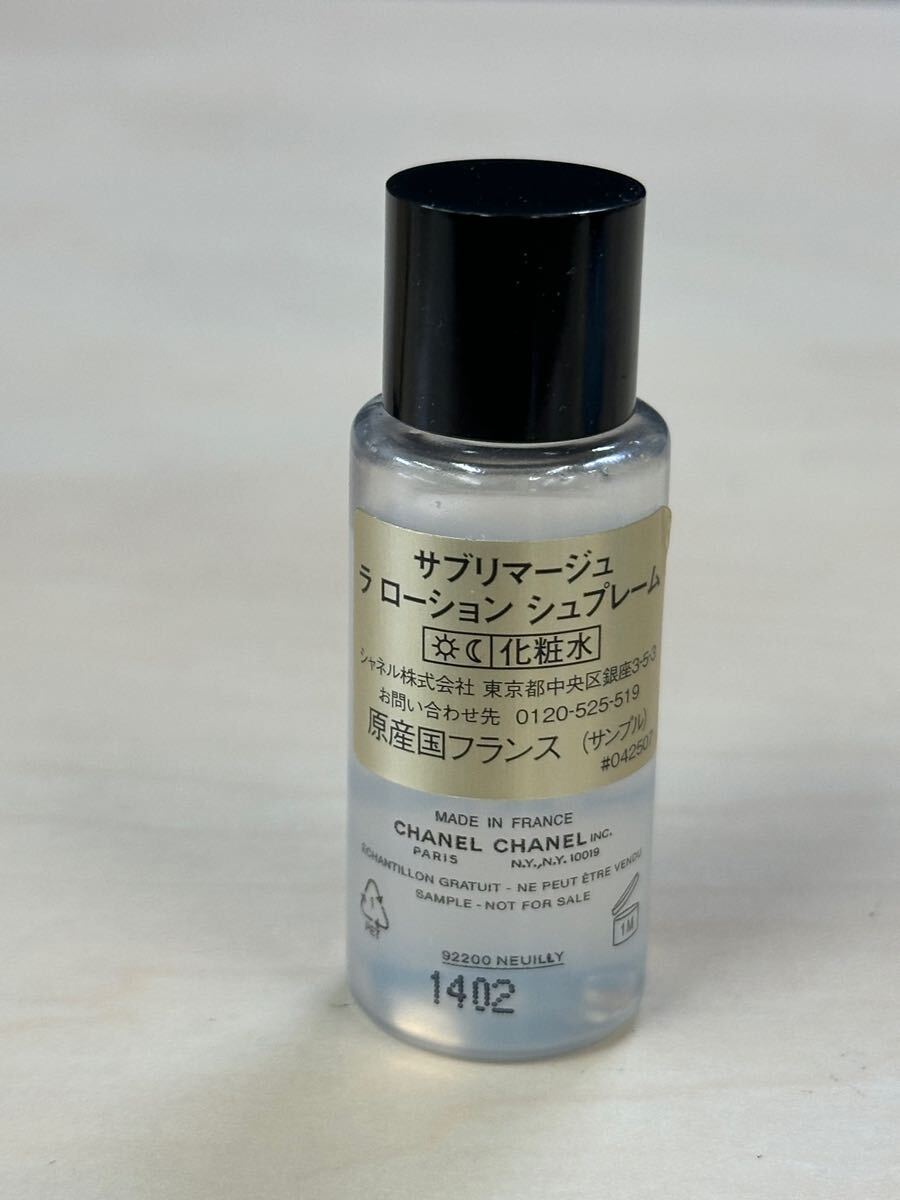 サブリマージュ
ラ ローション シュプレーム
化粧水
シャネル株式会社 東京都中央区銀座3-5-3
お問い合わせ先 0120-525-519
原産国フランス (サンプル)
#042507
MADE IN FRANCE
CHANEL CHANEL INC.
PARIS N.Y., N.Y. 10019
ÉCHANTILLON GRATUIT - NE PEUT ÊTRE VENDU
SAMPLE - NOT FOR SALE
1
PET
1M
92200 NEUILLY
1402